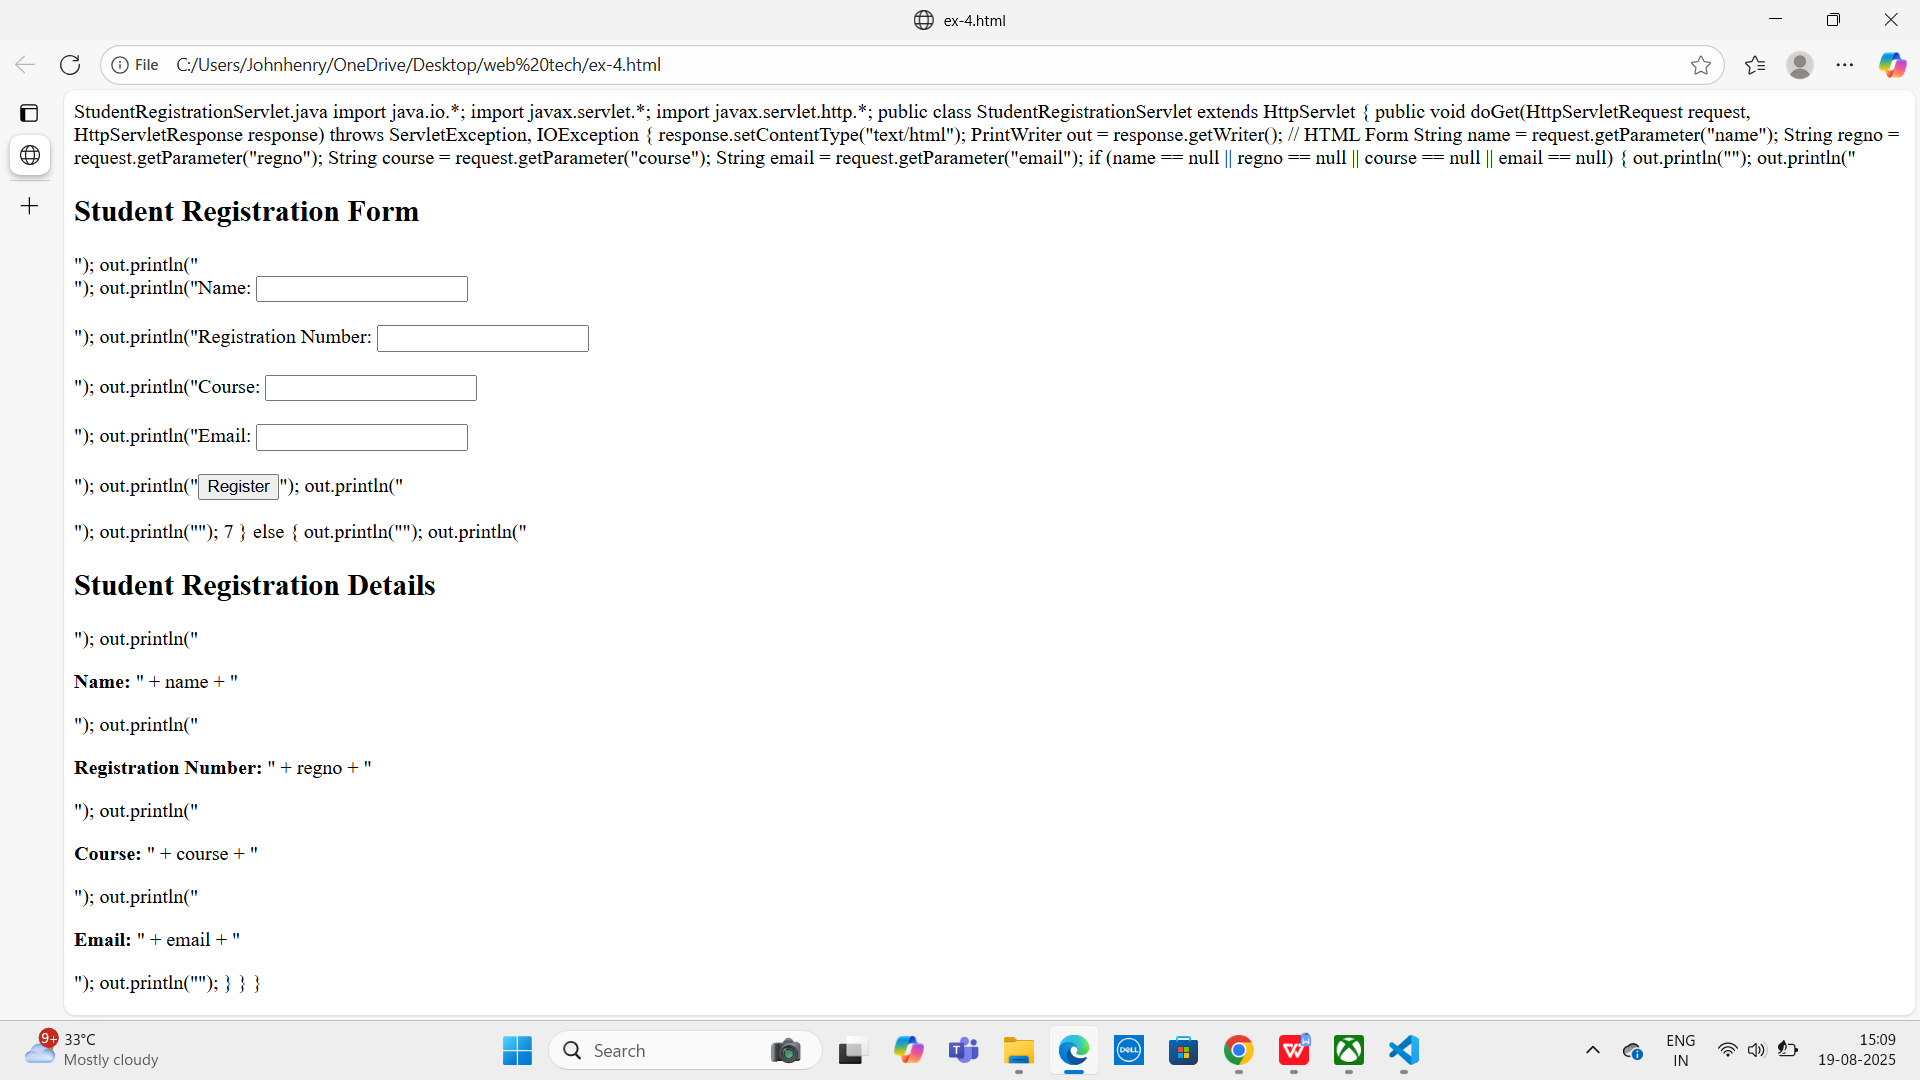 ex-4.html
File C:/Users/Johnhenry/OneDrive/Desktop/web%20tech/ex-4.html
StudentRegistrationServlet.java import java.io.*; import javax.servlet.*; import javax.servlet.http.*; public class StudentRegistrationServlet extends HttpServlet { public void doGet(HttpServletRequest request,
HttpServletResponse response) throws ServletException, IOException { response.setContentType("text/html"); PrintWriter out = response.getWriter(); // HTML Form String name = request.getParameter("name"); String regno =
request.getParameter("regno"); String course = request.getParameter("course"); String email = request.getParameter("email"); if (name == null || regno == null || course == null || email == null) { out.println(""); out.println("
Student Registration Form
"); out.println("
"); out.println("Name:
"); out.println("Registration Number:
"); out.println("Course:
"); out.println("Email:
"); out.println("Register"); out.println("
"); out.println(""); 7 } else { out.println(""); out.println("
Student Registration Details
"); out.println("
Name: " + name + "
"); out.println("
Registration Number: " + regno + "
"); out.println("
Course: " + course + "
"); out.println("
Email: " + email + "
"); out.println(""); } } }
9+
33°C
Mostly cloudy
Search
DELL
W
ENG
IN
15:09
19-08-2025